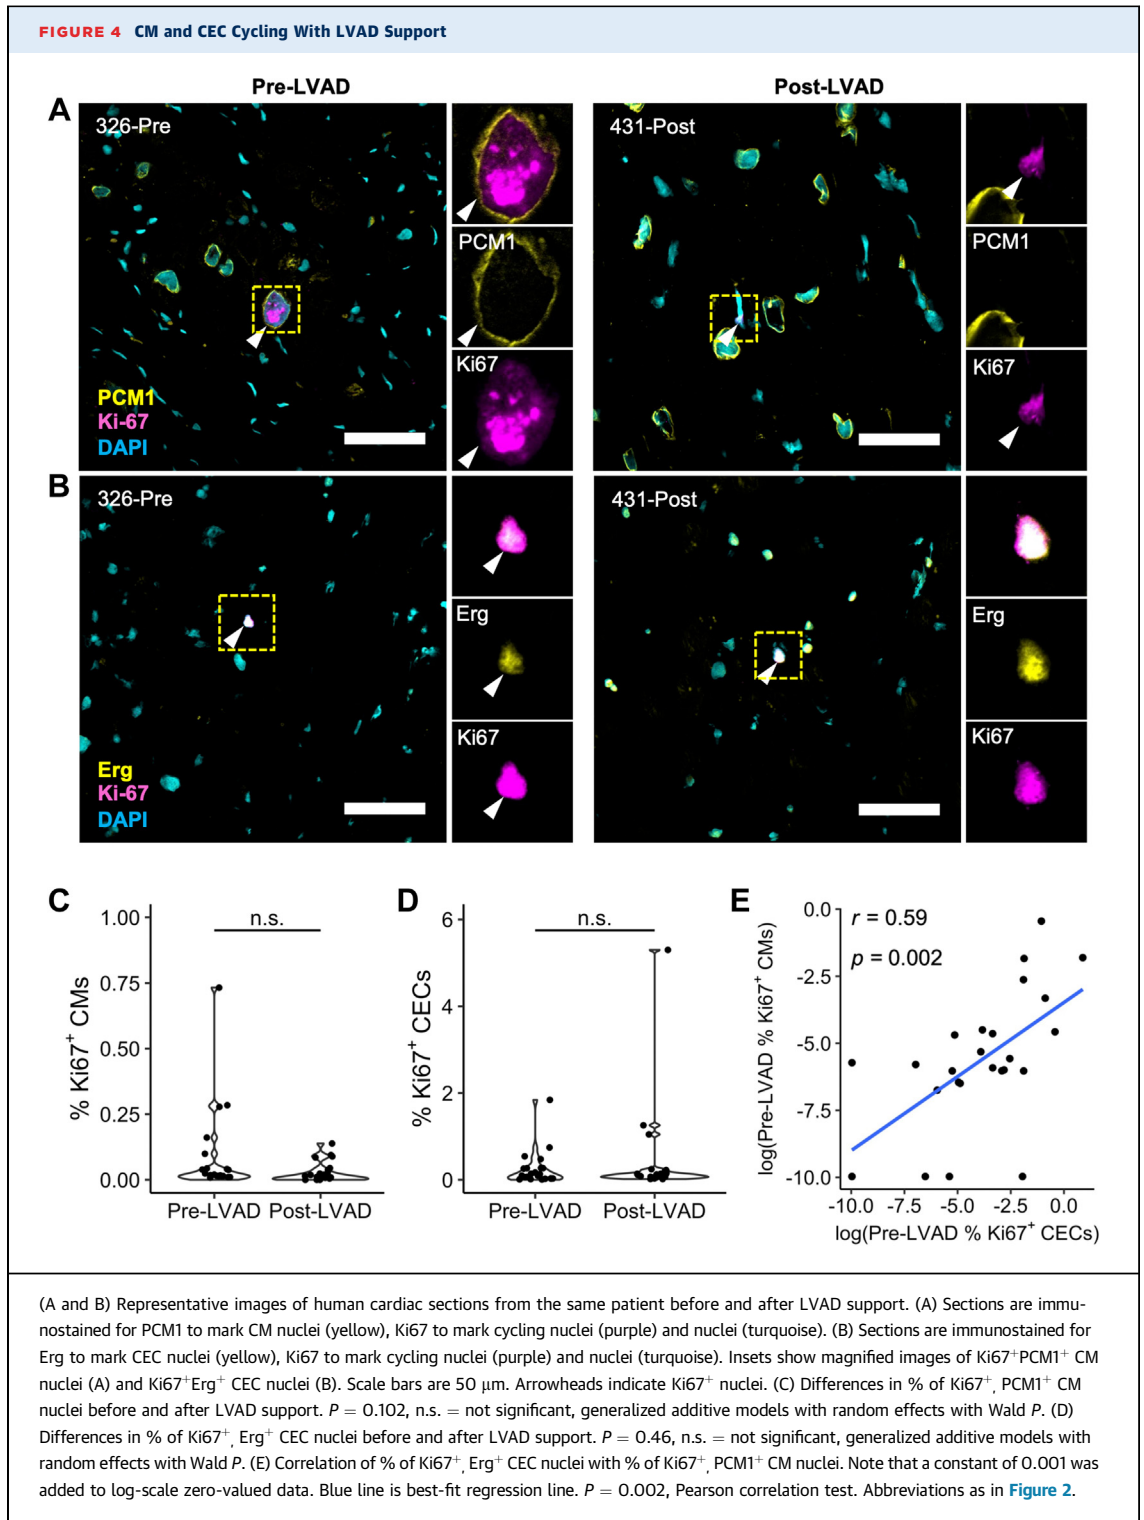 FIGURE 4 CM and CEC Cycling With LVAD Support
Pre-LVAD
Post-LVAD
A
326-Pre
PCM1
Ki67
PCM1
Ki-67
DAPI
431-Post
PCM1
Ki67
B
326-Pre
Erg
Ki67
Erg
Ki-67
DAPI
431-Post
Erg
Ki67
C
% Ki67+ CMs
1.00
0.75
0.50
0.25
0.00
n.s.
Pre-LVAD
Post-LVAD
D
% Ki67+ CECs
6
4
2
0
n.s.
Pre-LVAD
Post-LVAD
E
log(Pre-LVAD % Ki67+ CMs)
0.0
-2.5
-5.0
-7.5
-10.0
r = 0.59
p = 0.002
-10.0 -7.5 -5.0 -2.5 0.0
log(Pre-LVAD % Ki67+ CECs)
(A and B) Representative images of human cardiac sections from the same patient before and after LVAD support. (A) Sections are immu-
nostained for PCM1 to mark CM nuclei (yellow), Ki67 to mark cycling nuclei (purple) and nuclei (turquoise). (B) Sections are immunostained for
Erg to mark CEC nuclei (yellow), Ki67 to mark cycling nuclei (purple) and nuclei (turquoise). Insets show magnified images of Ki67+PCM1+ CM
nuclei (A) and Ki67+Erg+ CEC nuclei (B). Scale bars are 50 μm. Arrowheads indicate Ki67+ nuclei. (C) Differences in % of Ki67+, PCM1+ CM
nuclei before and after LVAD support. P = 0.102, n.s. = not significant, generalized additive models with random effects with Wald P. (D)
Differences in % of Ki67+, Erg+ CEC nuclei before and after LVAD support. P = 0.46, n.s. = not significant, generalized additive models with
random effects with Wald P. (E) Correlation of % of Ki67+, Erg+ CEC nuclei with % of Ki67+, PCM1+ CM nuclei. Note that a constant of 0.001 was
added to log-scale zero-valued data. Blue line is best-fit regression line. P = 0.002, Pearson correlation test. Abbreviations as in Figure 2.